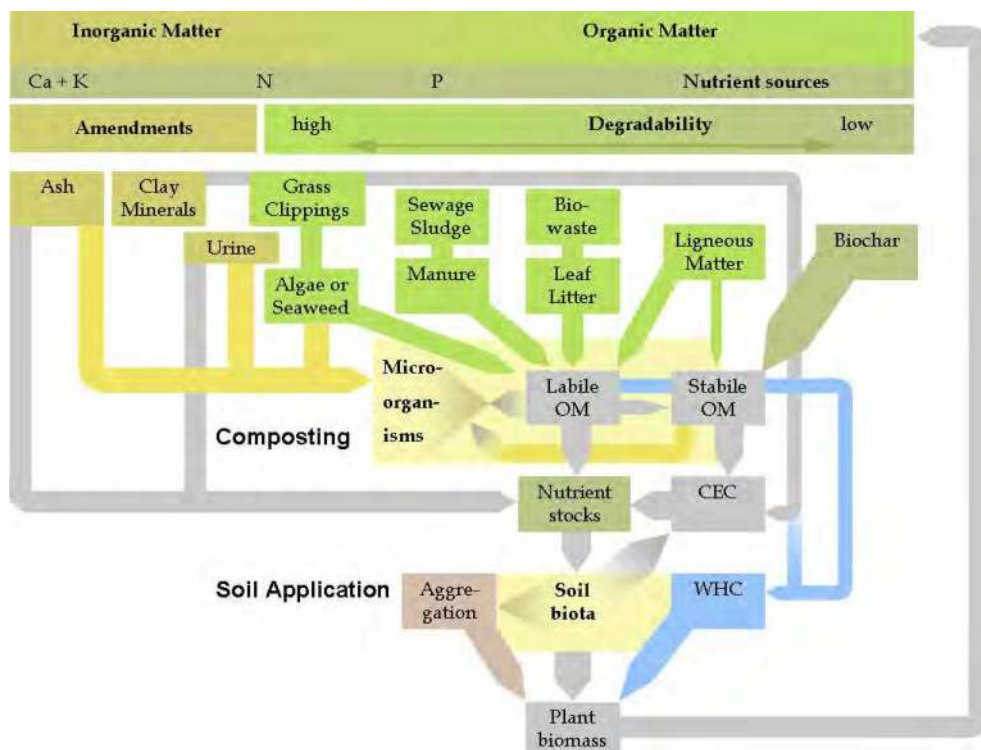 Inorganic Matter
Organic Matter
Ca + K
N
P
Nutrient sources
Amendments
high
Degradability
low
Ash
Clay
Minerals
Grass
Clippings
Sewage
Sludge
Bio-
waste
Ligneous
Matter
Biochar
Urine
Algae or
Seaweed
Manure
Leaf
Litter
Micro-
organ-
isms
Labile
OM
Stabile
OM
Composting
Nutrient
stocks
CEC
Soil Application
Aggre-
gation
Soil
biota
WHC
Plant
biomass